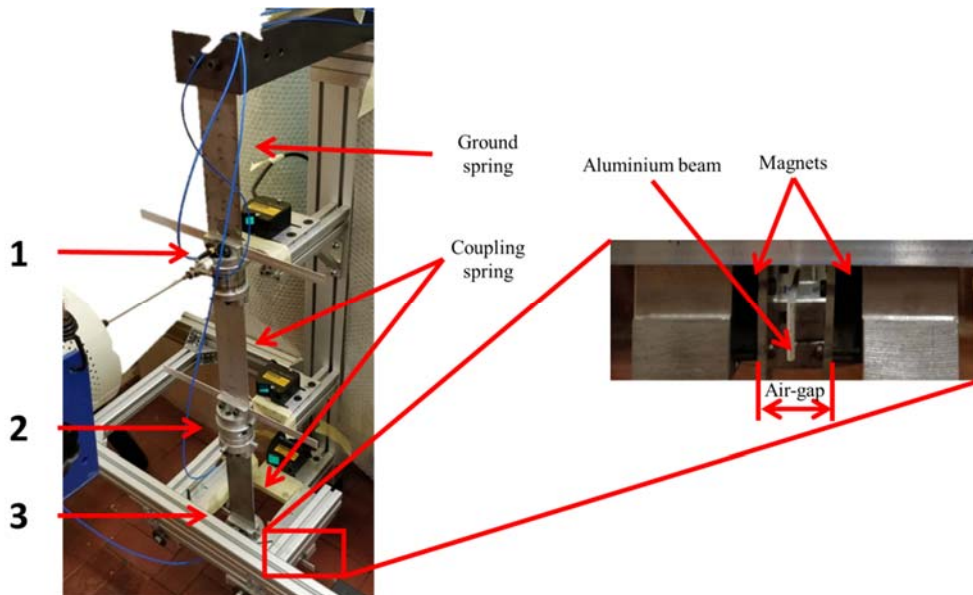 Ground
spring
Aluminium beam
Magnets
1
Coupling
spring
Air-gap
2
3